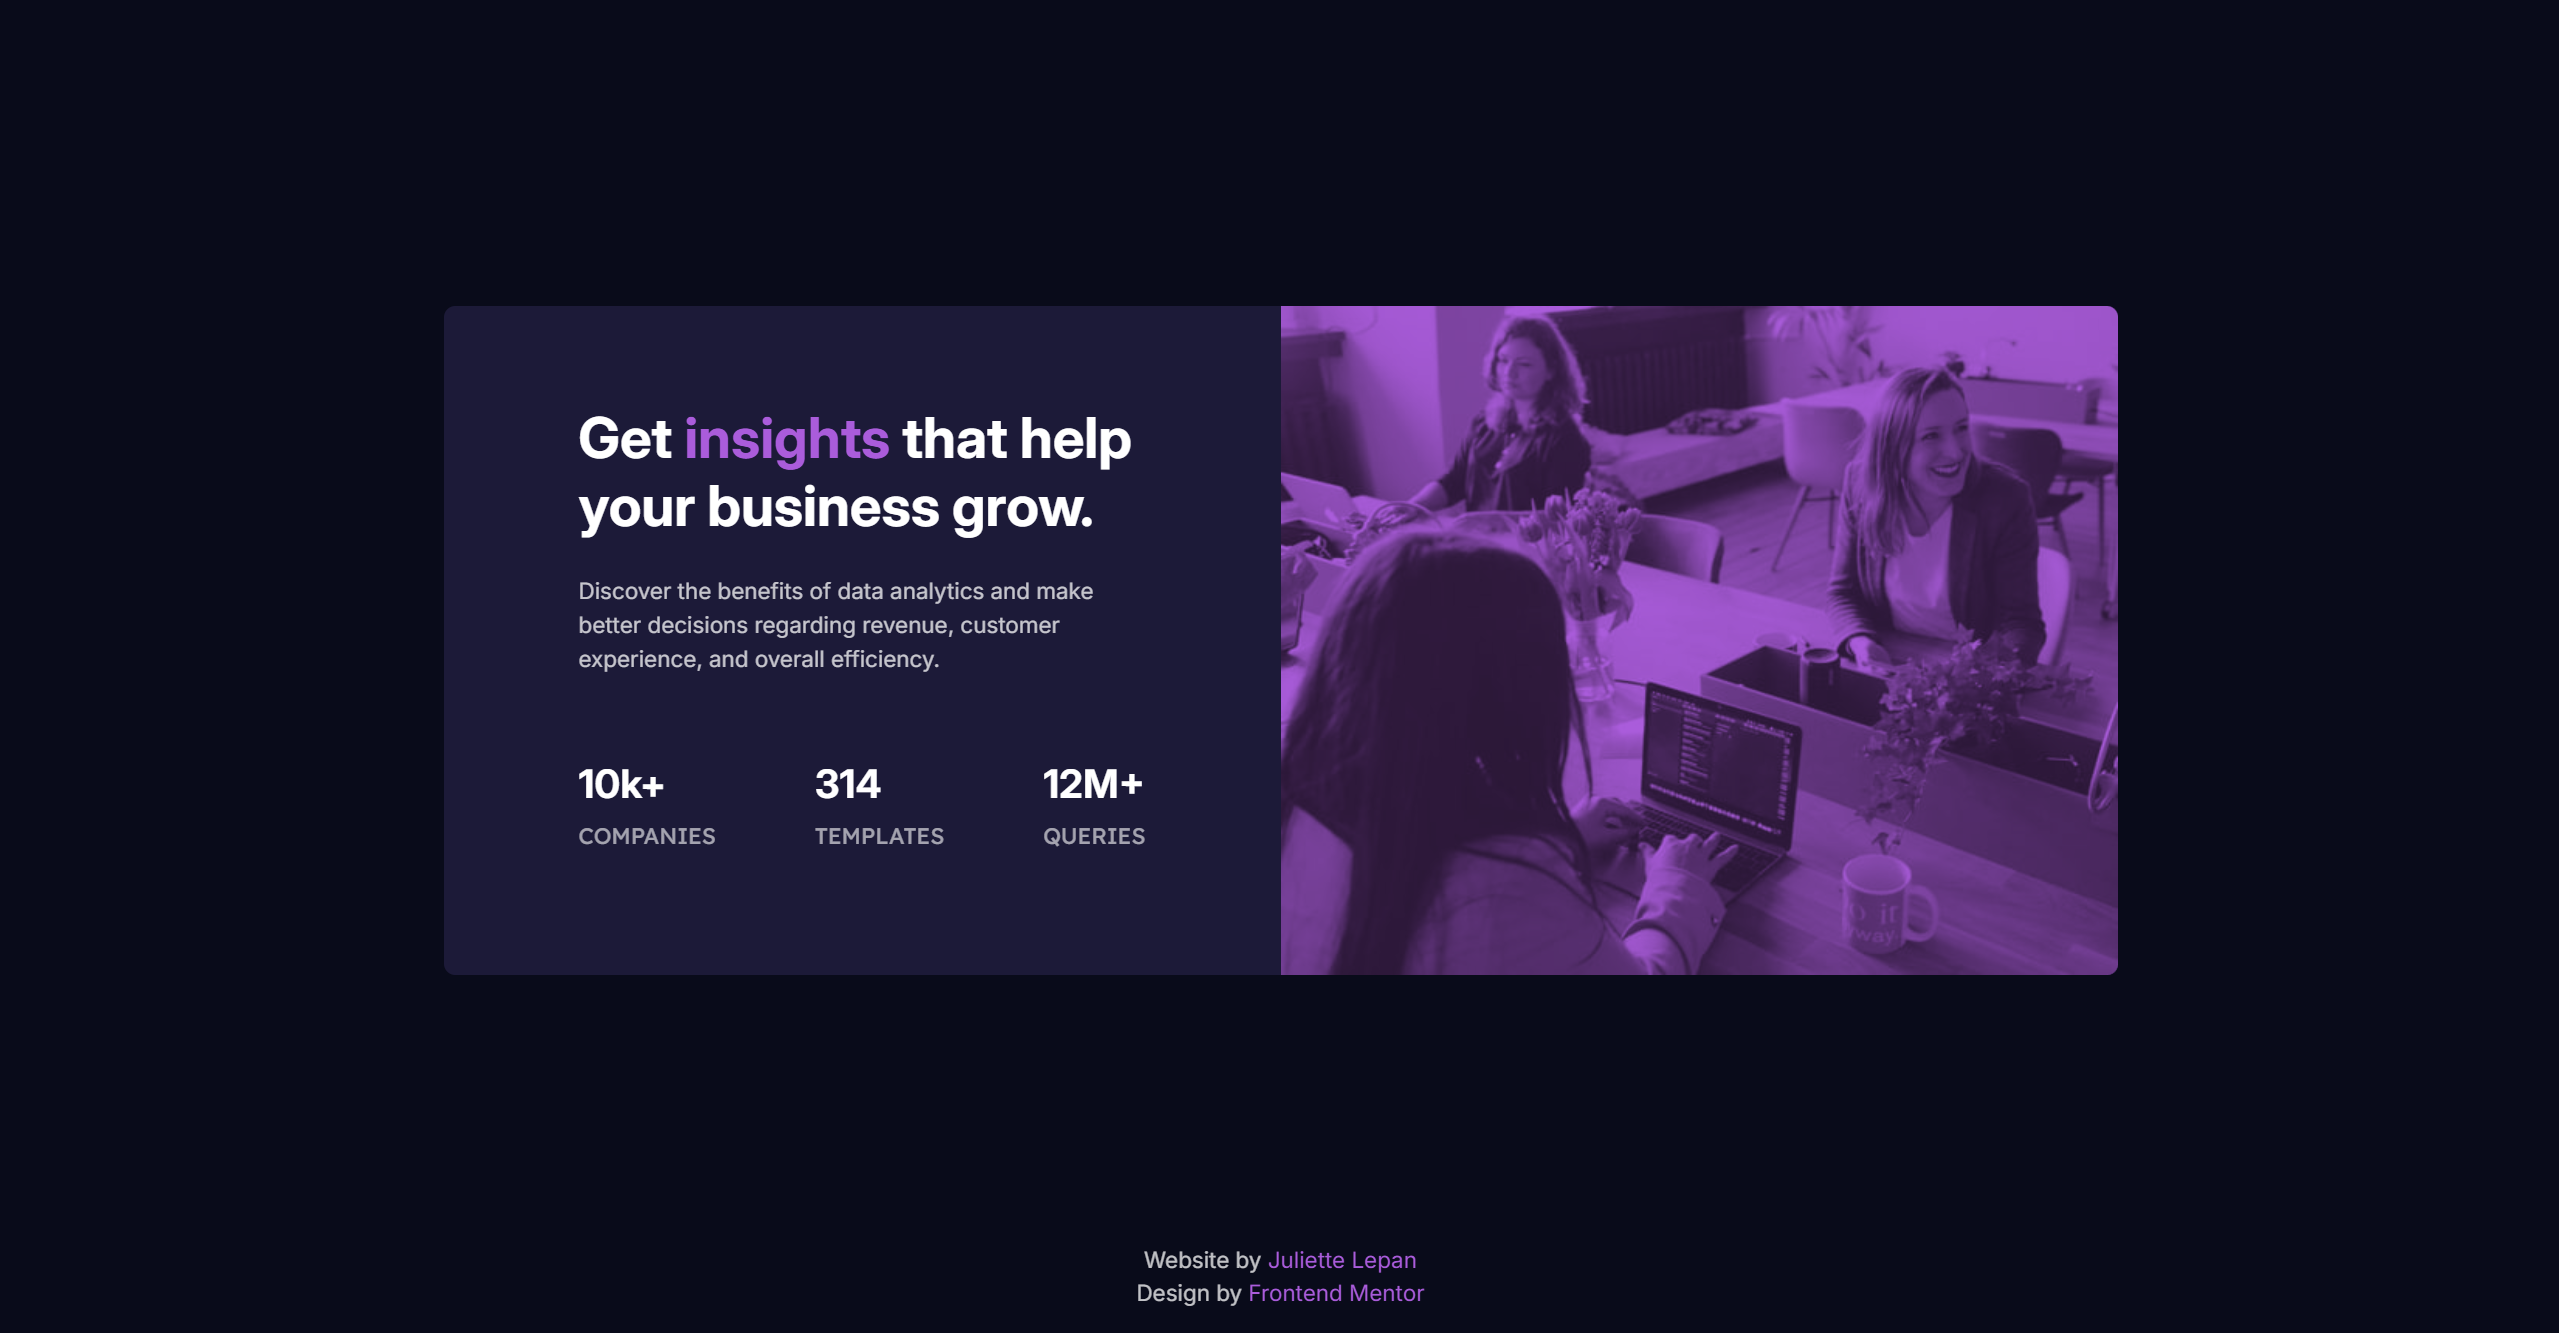 Get insights that help
your business grow.
Discover the benefits of data analytics and make
better decisions regarding revenue, customer
experience, and overall efficiency.
10k+ 314 12M+
COMPANIES TEMPLATES QUERIES
Website by Juliette Lepan
Design by Frontend Mentor